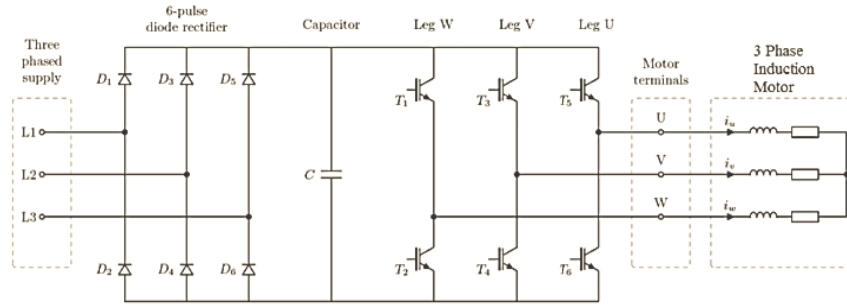 6-pulse
diode rectifier
Capacitor
Leg W
Leg V
Leg U
Three
phased
supply
Motor
terminals
3 Phase
Induction
Motor
D1
D3
D5
T1
T3
T5
L1
L2
L3
C
U
V
W
iu
iv
iw
D2
D4
D6
T2
T4
T6